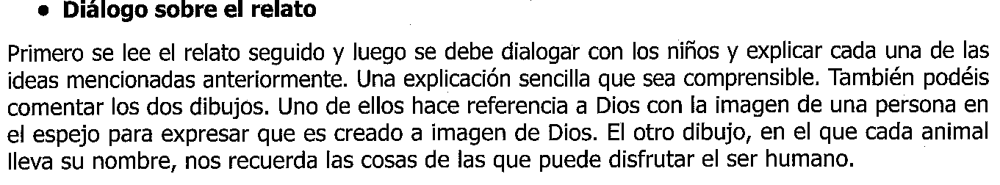 • Diálogo sobre el relato
Primero se lee el relato seguido y luego se debe dialogar con los niños y explicar cada una de las
ideas mencionadas anteriormente. Una explicación sencilla que sea comprensible. También podéis
comentar los dos dibujos. Uno de ellos hace referencia a Dios con la imagen de una persona en
el espejo para expresar que es creado a imagen de Dios. El otro dibujo, en el que cada animal
lleva su nombre, nos recuerda las cosas de las que puede disfrutar el ser humano.